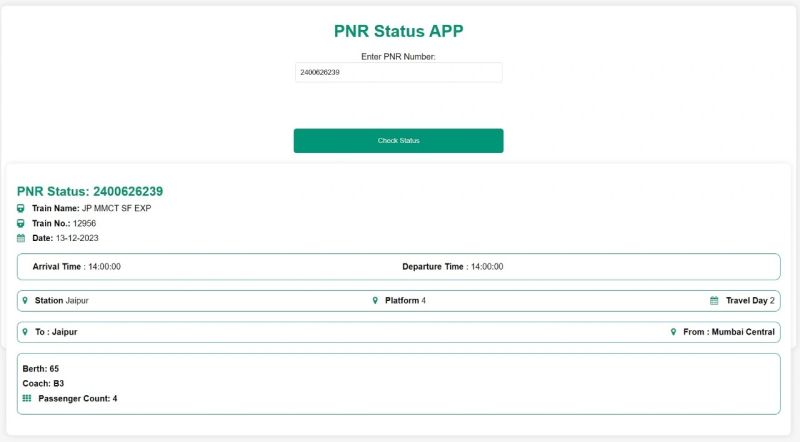 PNR Status APP
Enter PNR Number:
2400626239
Check Status
PNR Status: 2400626239
Train Name: JP MMCT SF EXP
Train No.: 12956
Date: 13-12-2023
Arrival Time : 14:00:00 Departure Time : 14:00:00
Station Jaipur Platform 4 Travel Day 2
To : Jaipur From : Mumbai Central
Berth: 65
Coach: B3
Passenger Count: 4